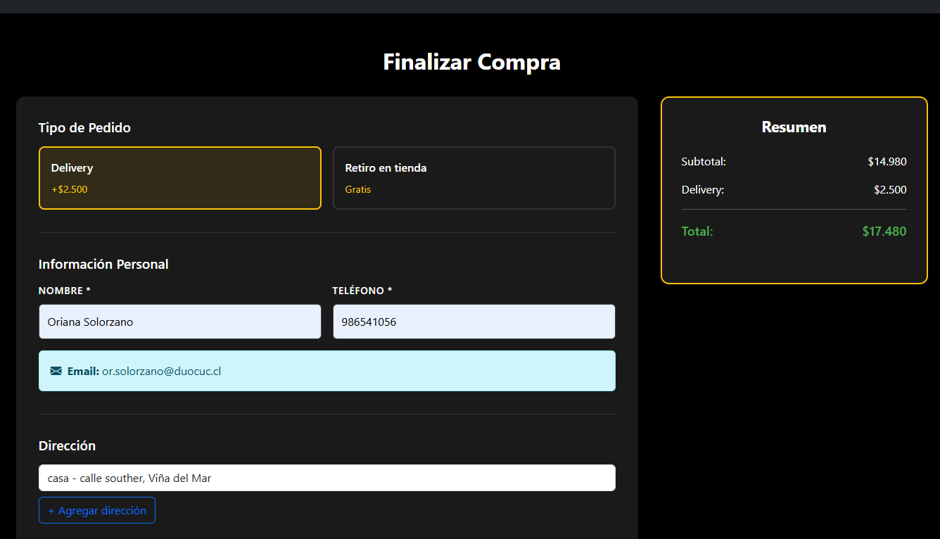 Finalizar Compra
Tipo de Pedido
Delivery
+$2.500
Retiro en tienda
Gratis
Información Personal
NOMBRE *
TELÉFONO *
Oriana Solorzano
986541056
Email: or.solorzano@duocuc.cl
Dirección
casa - calle souther, Viña del Mar
+ Agregar dirección
Resumen
Subtotal: $14.980
Delivery: $2.500
Total: $17.480